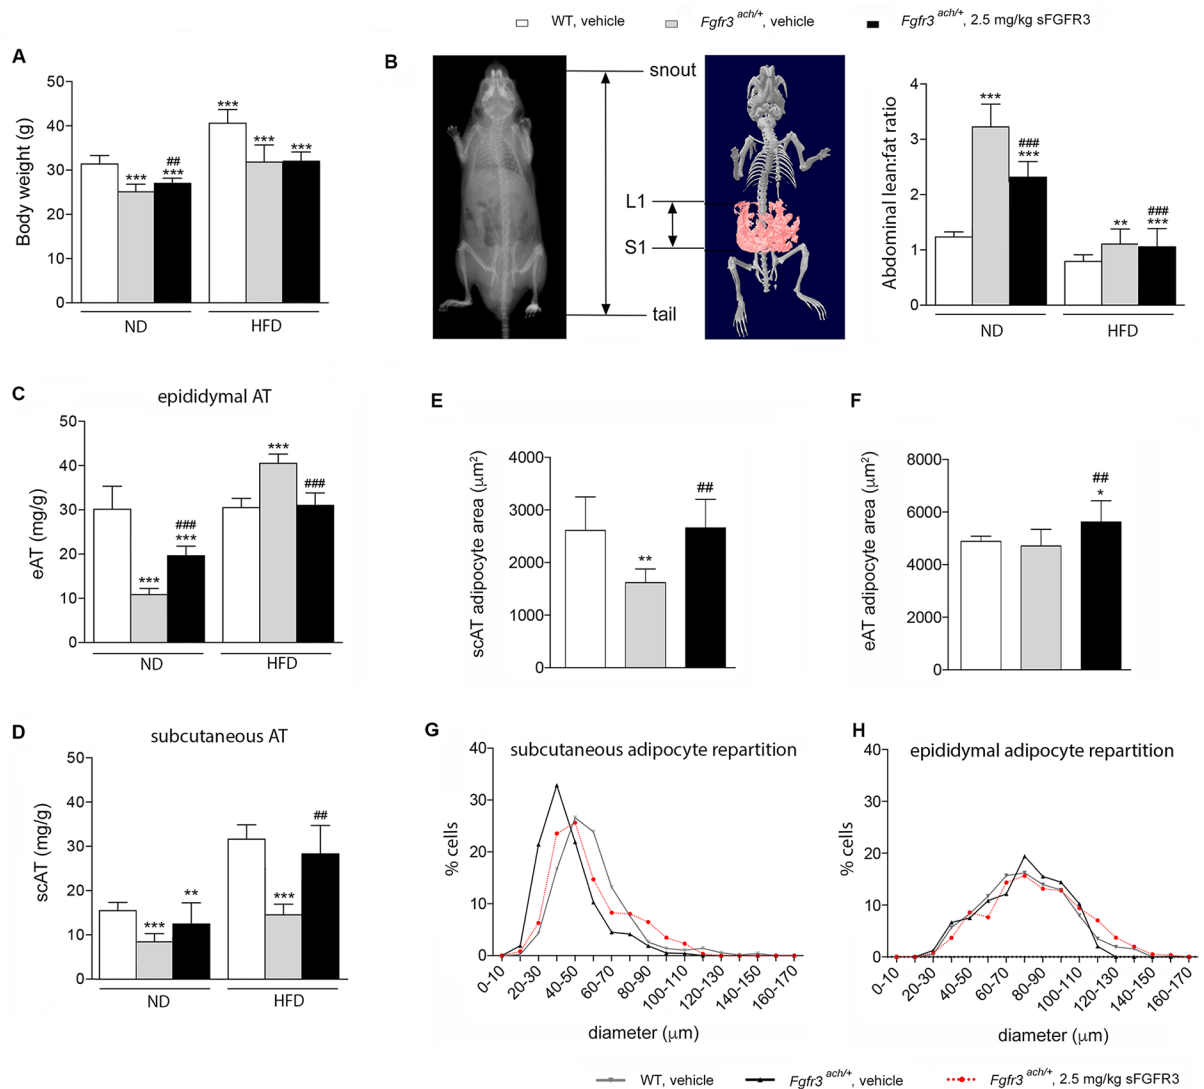 WT, vehicle Fgfr3 ach/+, vehicle Fgfr3 ach/+, 2.5 mg/kg sFGFR3
A
Body weight (g)
50
40
30
20
10
0
***
##
***
***
***
***
ND HFD
B
snout
L1
S1
tail
Abdominal lean:fat ratio
4
3
2
1
0
***
###
***
**
###
***
ND HFD
C
epididymal AT
eAT (mg/g)
50
40
30
20
10
0
***
###
***
***
###
ND HFD
E
scAT adipocyte area (μm2)
4000
3000
2000
1000
0
**
##
F
eAT adipocyte area (μm2)
8000
6000
4000
2000
0
##
*
D
subcutaneous AT
scAT (mg/g)
50
40
30
20
10
0
***
**
***
##
ND HFD
G
subcutaneous adipocyte repartition
% cells
40
30
20
10
0
0-10 20-30 40-50 60-70 80-90 100-110 120-130 140-150 160-170
diameter (μm)
H
epididymal adipocyte repartition
% cells
40
30
20
10
0
0-10 20-30 40-50 60-70 80-90 100-110 120-130 140-150 160-170
diameter (μm)
WT, vehicle Fgfr3 ach/+, vehicle Fgfr3 ach/+, 2.5 mg/kg sFGFR3